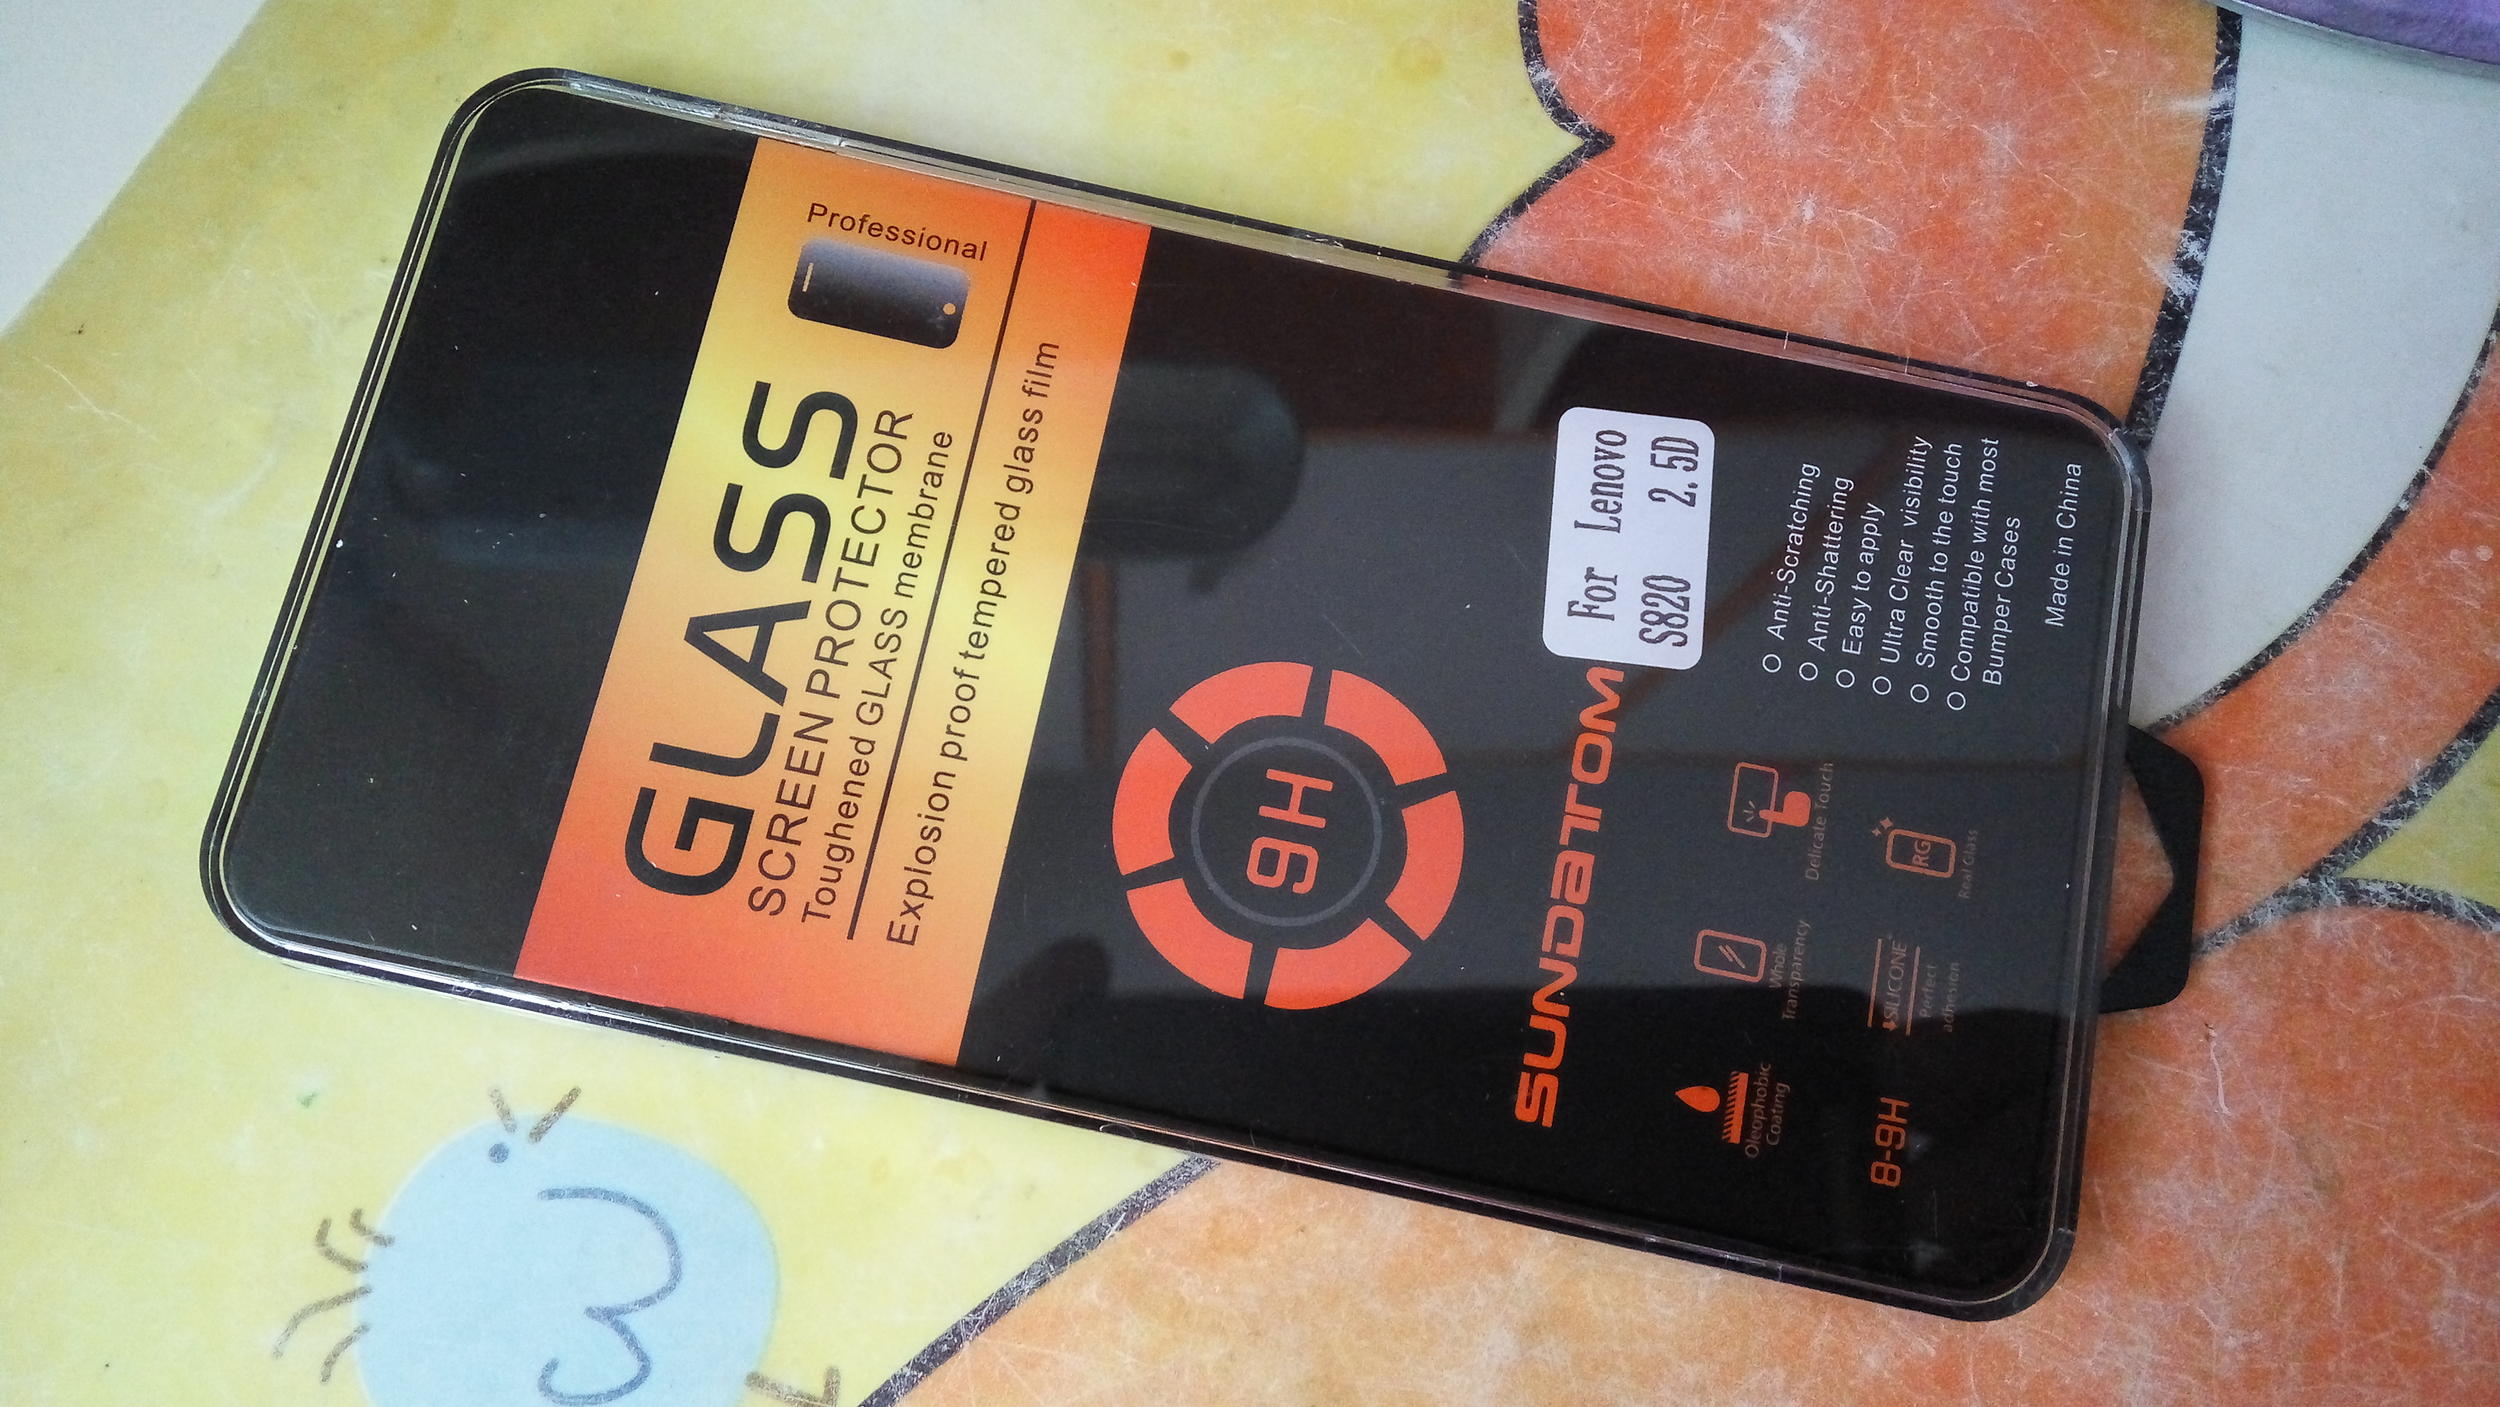 Professional
GLASS
SCREEN PROTECTOR
Toughened GLASS membrane
Explosion proof tempered glass film
9H
SUNDaTOM
For Lenovo
S820 2.5D
Oleophobic
Coating
Whole
Transparency
Delicate Touch
8-9H
SILICONE
Perfect
adhesion
RG
Real Glass
Anti-Scratching
Anti-Shattering
Easy to apply
Ultra Clear visibility
Smooth to the touch
Compatible with most
Bumper Cases
Made in China